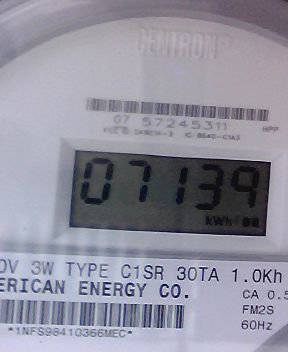 CENTRON
07 57245311
HPP
07139
kWh
0V 3W TYPE C1SR 30TA 1.0Kh
ERICAN ENERGY CO.
CA 0.5
FM2S
60Hz
*1NFS98410366MEC*